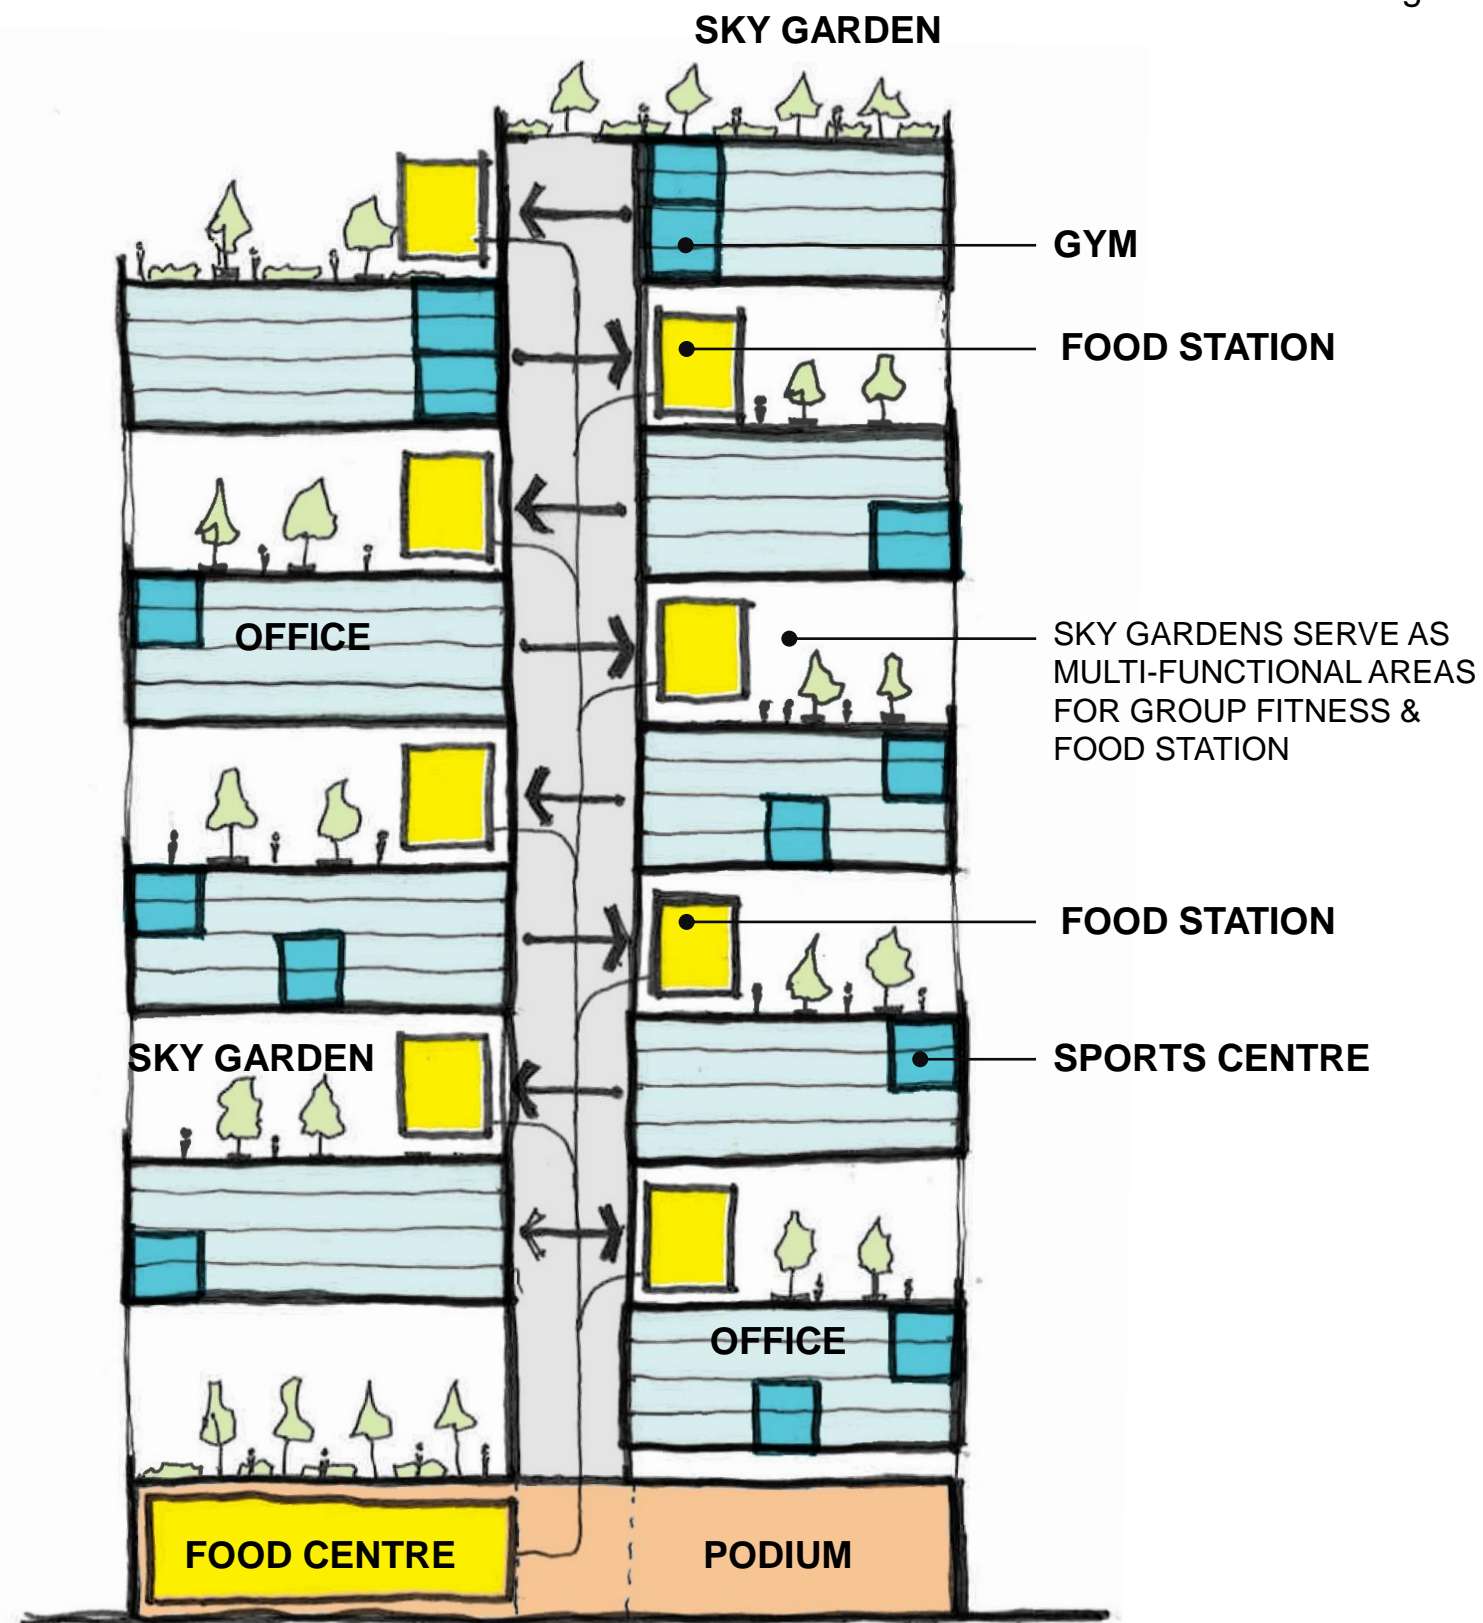 SKY GARDEN
GYM
FOOD STATION
OFFICE
SKY GARDENS SERVE AS
MULTI-FUNCTIONAL AREAS
FOR GROUP FITNESS &
FOOD STATION
FOOD STATION
SKY GARDEN
SPORTS CENTRE
OFFICE
FOOD CENTRE
PODIUM